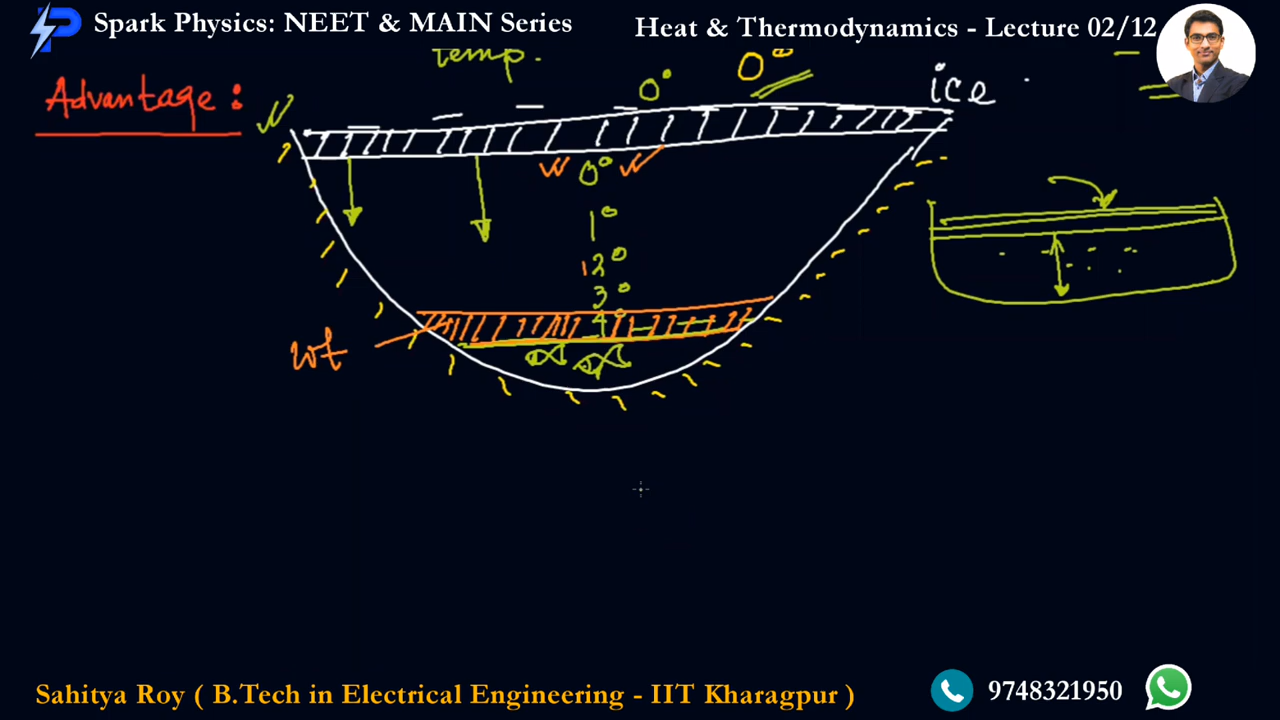 Spark Physics: NEET & MAIN Series
Heat & Thermodynamics - Lecture 02/12
temp.
Advantage:
0° 0°
ice
0°
1°
2°
3°
4°
wt
Sahitya Roy ( B.Tech in Electrical Engineering - IIT Kharagpur )
9748321950